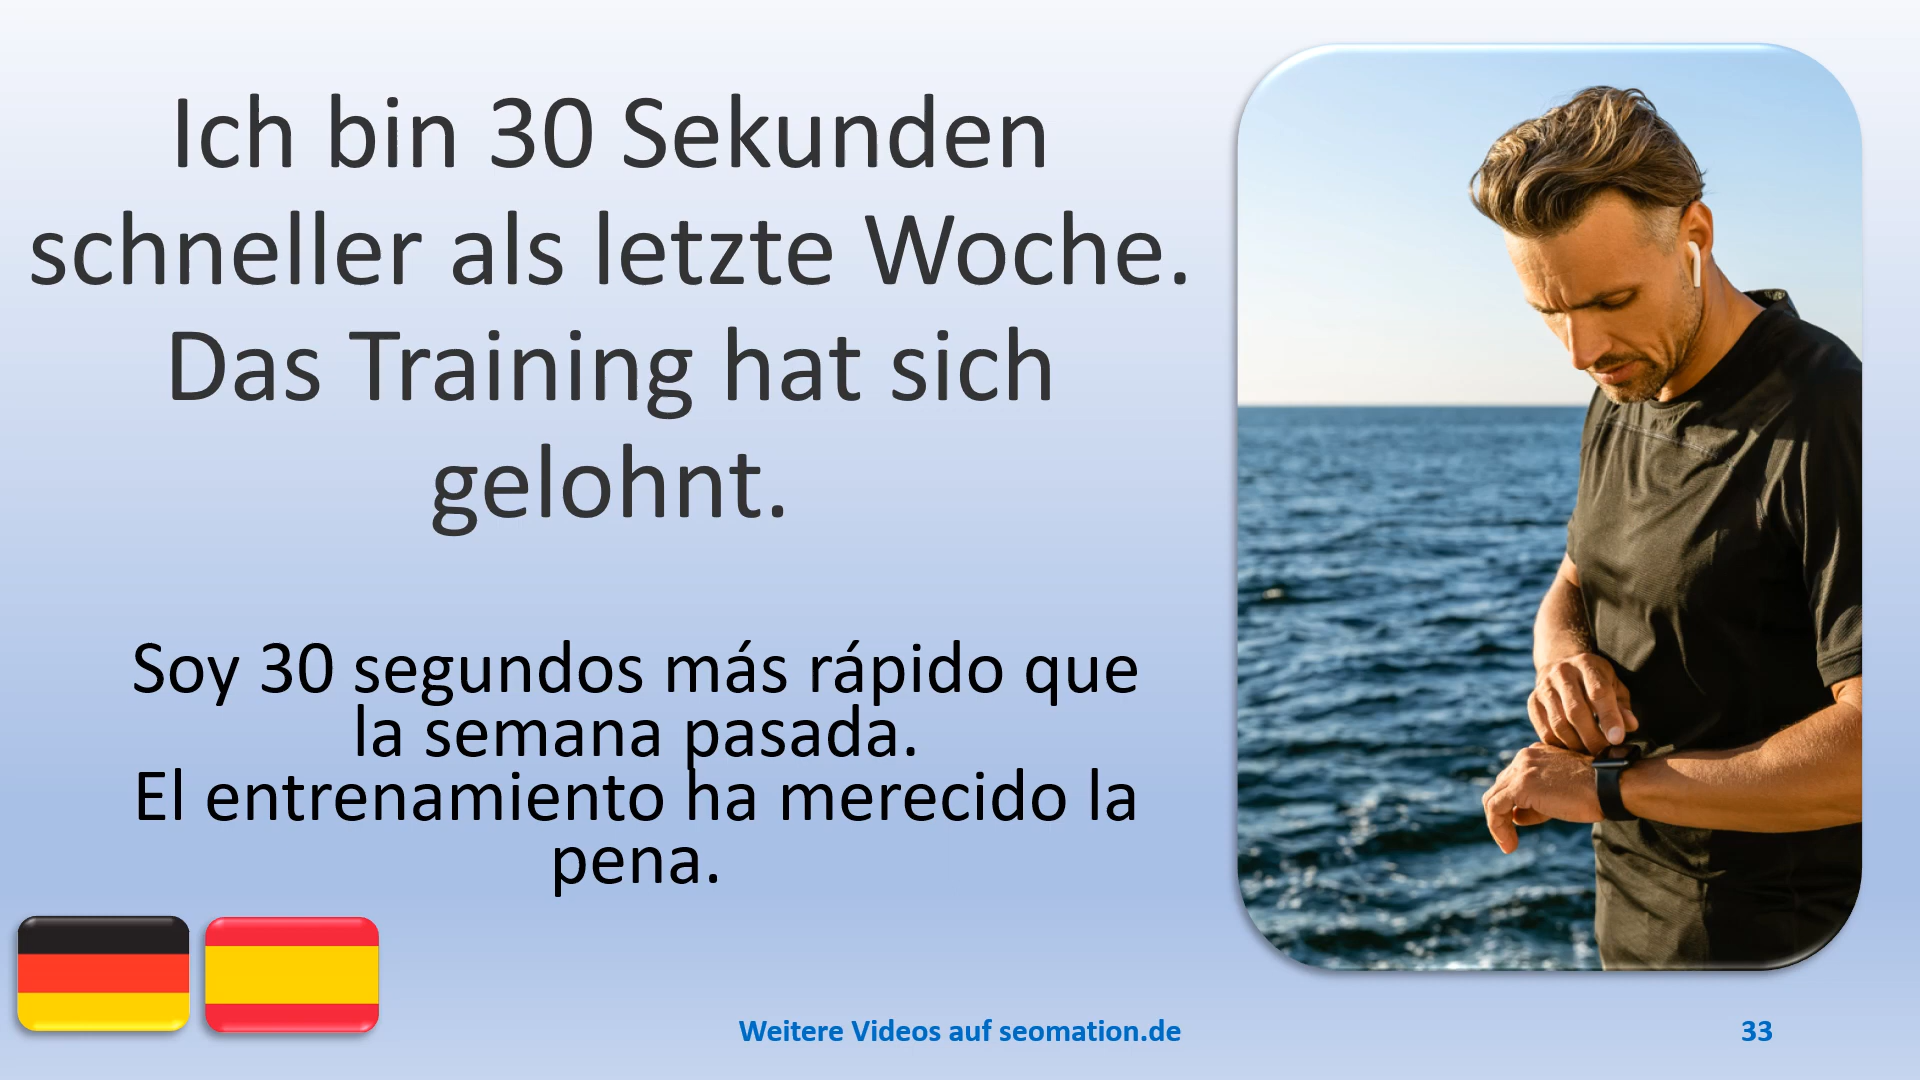 Ich bin 30 Sekunden
schneller als letzte Woche.
Das Training hat sich
gelohnt.
Soy 30 segundos más rápido que
la semana pasada.
El entrenamiento ha merecido la
pena.
Weitere Videos auf seomation.de
33